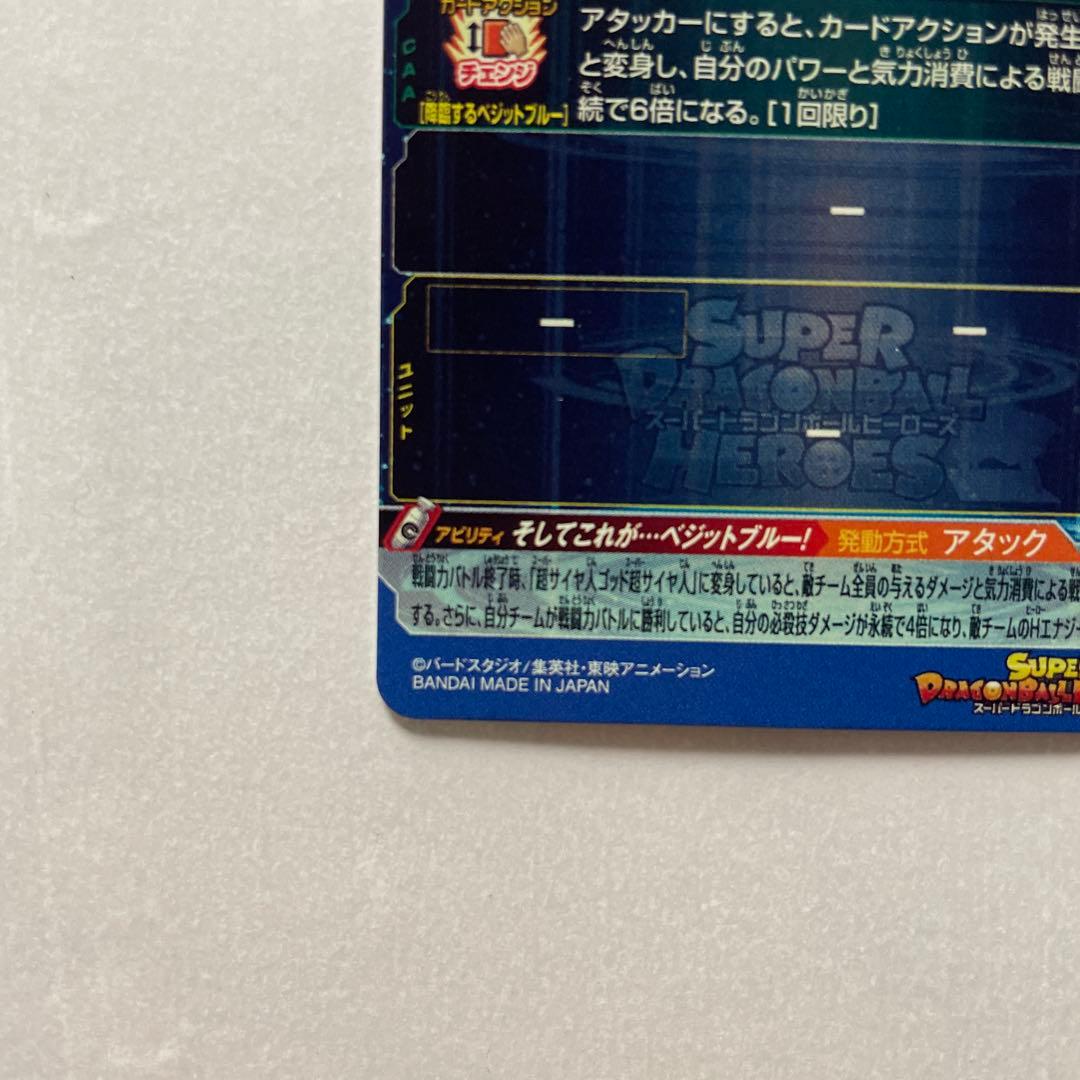 カードアクション
チェンジ
CAA
[降臨するベジットブルー]
アタッカーにすると、カードアクションが発生
と変身し、自分のパワーと気力消費による戦闘
続で6倍になる。[1回限り]
ー
ユニット
ー
ー
ー
SUPER
DRAGONBALL
スーパードラゴンボールヒーローズ
HEROES
アビリティ そしてこれが…ベジットブルー! 発動方式 アタック
戦闘力バトル終了時、「超サイヤ人ゴッド超サイヤ人」に変身していると、敵チーム全員の与えるダメージと気力消費による戦
する。さらに、自分チームが戦闘力バトルに勝利していると、自分の必殺技ダメージが永続で4倍になり、敵チームのHエナジー
©バードスタジオ/集英社・東映アニメーション
BANDAI MADE IN JAPAN
SUPE
DRAGONBALL
スーパードラゴンボール